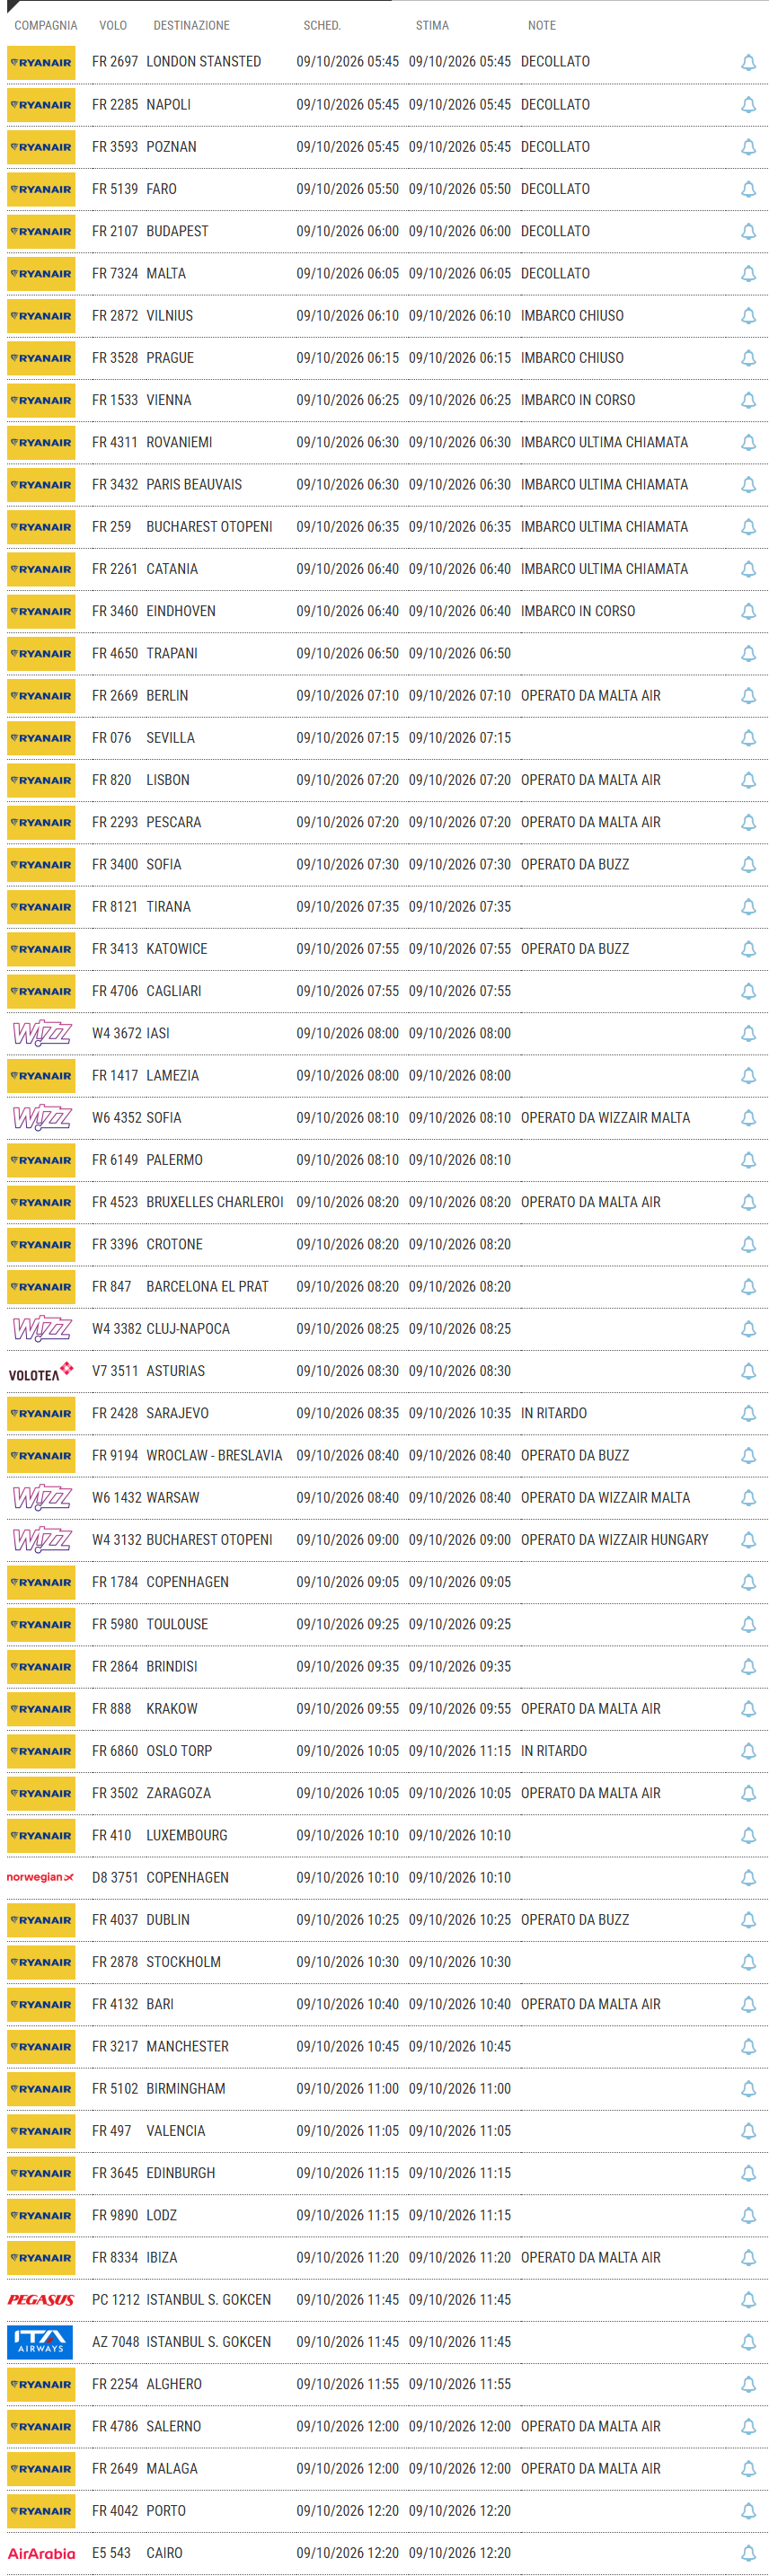 COMPAGNIA VOLO DESTINAZIONE SCHED. STIMA NOTE
RYANAIR FR 2697 LONDON STANSTED 09/10/2026 05:45 09/10/2026 05:45 DECOLLATO
RYANAIR FR 2285 NAPOLI 09/10/2026 05:45 09/10/2026 05:45 DECOLLATO
RYANAIR FR 3593 POZNAN 09/10/2026 05:45 09/10/2026 05:45 DECOLLATO
RYANAIR FR 5139 FARO 09/10/2026 05:50 09/10/2026 05:50 DECOLLATO
RYANAIR FR 2107 BUDAPEST 09/10/2026 06:00 09/10/2026 06:00 DECOLLATO
RYANAIR FR 7324 MALTA 09/10/2026 06:05 09/10/2026 06:05 DECOLLATO
RYANAIR FR 2872 VILNIUS 09/10/2026 06:10 09/10/2026 06:10 IMBARCO CHIUSO
RYANAIR FR 3528 PRAGUE 09/10/2026 06:15 09/10/2026 06:15 IMBARCO CHIUSO
RYANAIR FR 1533 VIENNA 09/10/2026 06:25 09/10/2026 06:25 IMBARCO IN CORSO
RYANAIR FR 4311 ROVANIEMI 09/10/2026 06:30 09/10/2026 06:30 IMBARCO ULTIMA CHIAMATA
RYANAIR FR 3432 PARIS BEAUVAIS 09/10/2026 06:30 09/10/2026 06:30 IMBARCO ULTIMA CHIAMATA
RYANAIR FR 259 BUCHAREST OTOPENI 09/10/2026 06:35 09/10/2026 06:35 IMBARCO ULTIMA CHIAMATA
RYANAIR FR 2261 CATANIA 09/10/2026 06:40 09/10/2026 06:40 IMBARCO ULTIMA CHIAMATA
RYANAIR FR 3460 EINDHOVEN 09/10/2026 06:40 09/10/2026 06:40 IMBARCO IN CORSO
RYANAIR FR 4650 TRAPANI 09/10/2026 06:50 09/10/2026 06:50
RYANAIR FR 2669 BERLIN 09/10/2026 07:10 09/10/2026 07:10 OPERATO DA MALTA AIR
RYANAIR FR 076 SEVILLA 09/10/2026 07:15 09/10/2026 07:15
RYANAIR FR 820 LISBON 09/10/2026 07:20 09/10/2026 07:20 OPERATO DA MALTA AIR
RYANAIR FR 2293 PESCARA 09/10/2026 07:20 09/10/2026 07:20 OPERATO DA MALTA AIR
RYANAIR FR 3400 SOFIA 09/10/2026 07:30 09/10/2026 07:30 OPERATO DA BUZZ
RYANAIR FR 8121 TIRANA 09/10/2026 07:35 09/10/2026 07:35
RYANAIR FR 3413 KATOWICE 09/10/2026 07:55 09/10/2026 07:55 OPERATO DA BUZZ
RYANAIR FR 4706 CAGLIARI 09/10/2026 07:55 09/10/2026 07:55
WIZZ W4 3672 IASI 09/10/2026 08:00 09/10/2026 08:00
RYANAIR FR 1417 LAMEZIA 09/10/2026 08:00 09/10/2026 08:00
WIZZ W6 4352 SOFIA 09/10/2026 08:10 09/10/2026 08:10 OPERATO DA WIZZAIR MALTA
RYANAIR FR 6149 PALERMO 09/10/2026 08:10 09/10/2026 08:10
RYANAIR FR 4523 BRUXELLES CHARLEROI 09/10/2026 08:20 09/10/2026 08:20 OPERATO DA MALTA AIR
RYANAIR FR 3396 CROTONE 09/10/2026 08:20 09/10/2026 08:20
RYANAIR FR 847 BARCELONA EL PRAT 09/10/2026 08:20 09/10/2026 08:20
WIZZ W4 3382 CLUJ-NAPOCA 09/10/2026 08:25 09/10/2026 08:25
VOLOTEA V7 3511 ASTURIAS 09/10/2026 08:30 09/10/2026 08:30
RYANAIR FR 2428 SARAJEVO 09/10/2026 08:35 09/10/2026 10:35 IN RITARDO
RYANAIR FR 9194 WROCLAW - BRESLAVIA 09/10/2026 08:40 09/10/2026 08:40 OPERATO DA BUZZ
WIZZ W6 1432 WARSAW 09/10/2026 08:40 09/10/2026 08:40 OPERATO DA WIZZAIR MALTA
WIZZ W4 3132 BUCHAREST OTOPENI 09/10/2026 09:00 09/10/2026 09:00 OPERATO DA WIZZAIR HUNGARY
RYANAIR FR 1784 COPENHAGEN 09/10/2026 09:05 09/10/2026 09:05
RYANAIR FR 5980 TOULOUSE 09/10/2026 09:25 09/10/2026 09:25
RYANAIR FR 2864 BRINDISI 09/10/2026 09:35 09/10/2026 09:35
RYANAIR FR 888 KRAKOW 09/10/2026 09:55 09/10/2026 09:55 OPERATO DA MALTA AIR
RYANAIR FR 6860 OSLO TORP 09/10/2026 10:05 09/10/2026 11:15 IN RITARDO
RYANAIR FR 3502 ZARAGOZA 09/10/2026 10:05 09/10/2026 10:05 OPERATO DA MALTA AIR
RYANAIR FR 410 LUXEMBOURG 09/10/2026 10:10 09/10/2026 10:10
norwegian D8 3751 COPENHAGEN 09/10/2026 10:10 09/10/2026 10:10
RYANAIR FR 4037 DUBLIN 09/10/2026 10:25 09/10/2026 10:25 OPERATO DA BUZZ
RYANAIR FR 2878 STOCKHOLM 09/10/2026 10:30 09/10/2026 10:30
RYANAIR FR 4132 BARI 09/10/2026 10:40 09/10/2026 10:40 OPERATO DA MALTA AIR
RYANAIR FR 3217 MANCHESTER 09/10/2026 10:45 09/10/2026 10:45
RYANAIR FR 5102 BIRMINGHAM 09/10/2026 11:00 09/10/2026 11:00
RYANAIR FR 497 VALENCIA 09/10/2026 11:05 09/10/2026 11:05
RYANAIR FR 3645 EDINBURGH 09/10/2026 11:15 09/10/2026 11:15
RYANAIR FR 9890 LODZ 09/10/2026 11:15 09/10/2026 11:15
RYANAIR FR 8334 IBIZA 09/10/2026 11:20 09/10/2026 11:20 OPERATO DA MALTA AIR
PEGASUS PC 1212 ISTANBUL S. GOKCEN 09/10/2026 11:45 09/10/2026 11:45
ITA AIRWAYS AZ 7048 ISTANBUL S. GOKCEN 09/10/2026 11:45 09/10/2026 11:45
RYANAIR FR 2254 ALGHERO 09/10/2026 11:55 09/10/2026 11:55
RYANAIR FR 4786 SALERNO 09/10/2026 12:00 09/10/2026 12:00 OPERATO DA MALTA AIR
RYANAIR FR 2649 MALAGA 09/10/2026 12:00 09/10/2026 12:00 OPERATO DA MALTA AIR
RYANAIR FR 4042 PORTO 09/10/2026 12:20 09/10/2026 12:20
AirArabia E5 543 CAIRO 09/10/2026 12:20 09/10/2026 12:20